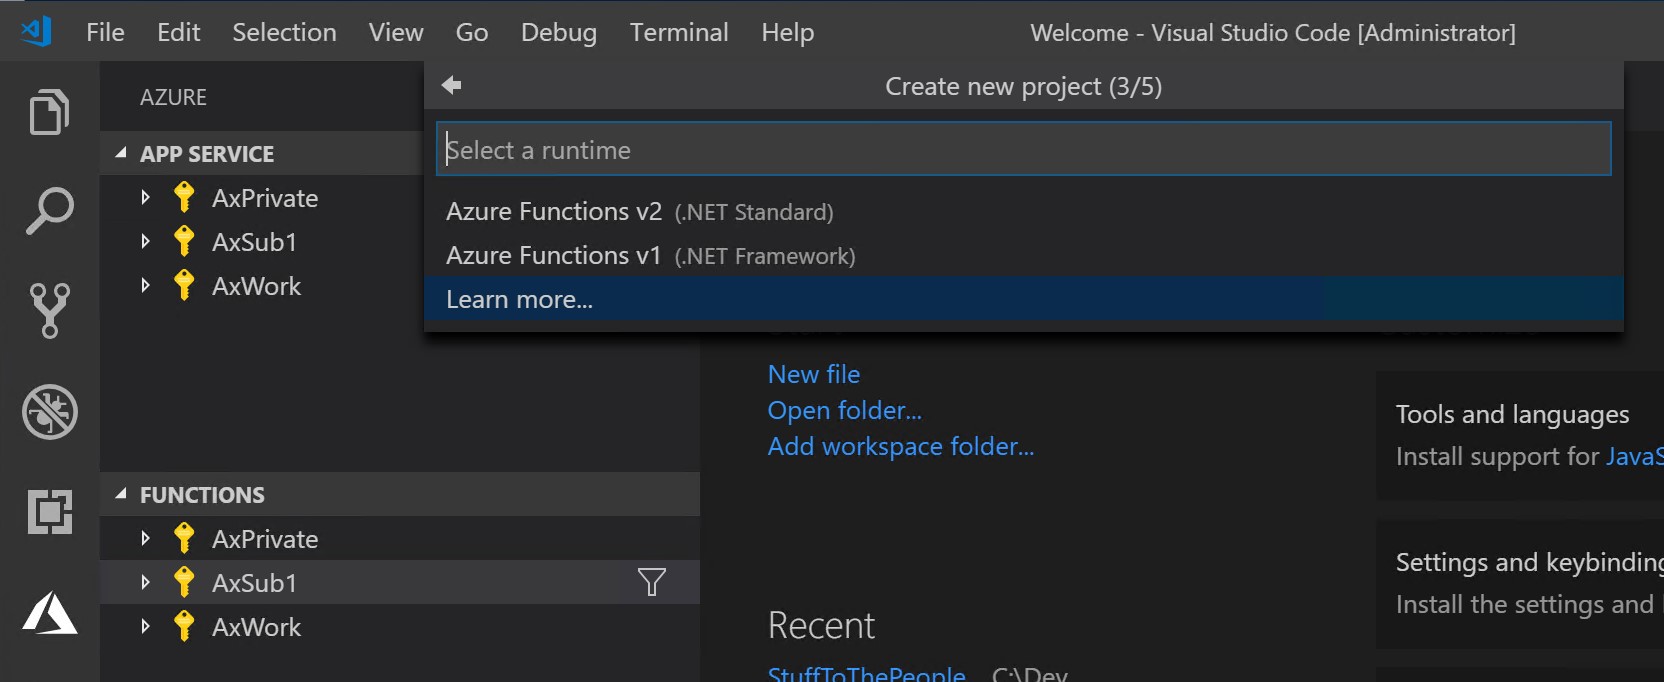 File Edit Selection View Go Debug Terminal Help Welcome - Visual Studio Code [Administrator]
AZURE
Create new project (3/5)
Select a runtime
APP SERVICE
AxPrivate
AxSub1
AxWork
Azure Functions v2 (.NET Standard)
Azure Functions v1 (.NET Framework)
Learn more...
New file
Open folder...
Add workspace folder...
Tools and languages
Install support for JavaS
FUNCTIONS
AxPrivate
AxSub1
AxWork
Settings and keybinding
Install the settings and
Recent
StuffToThePeople C:\Dev